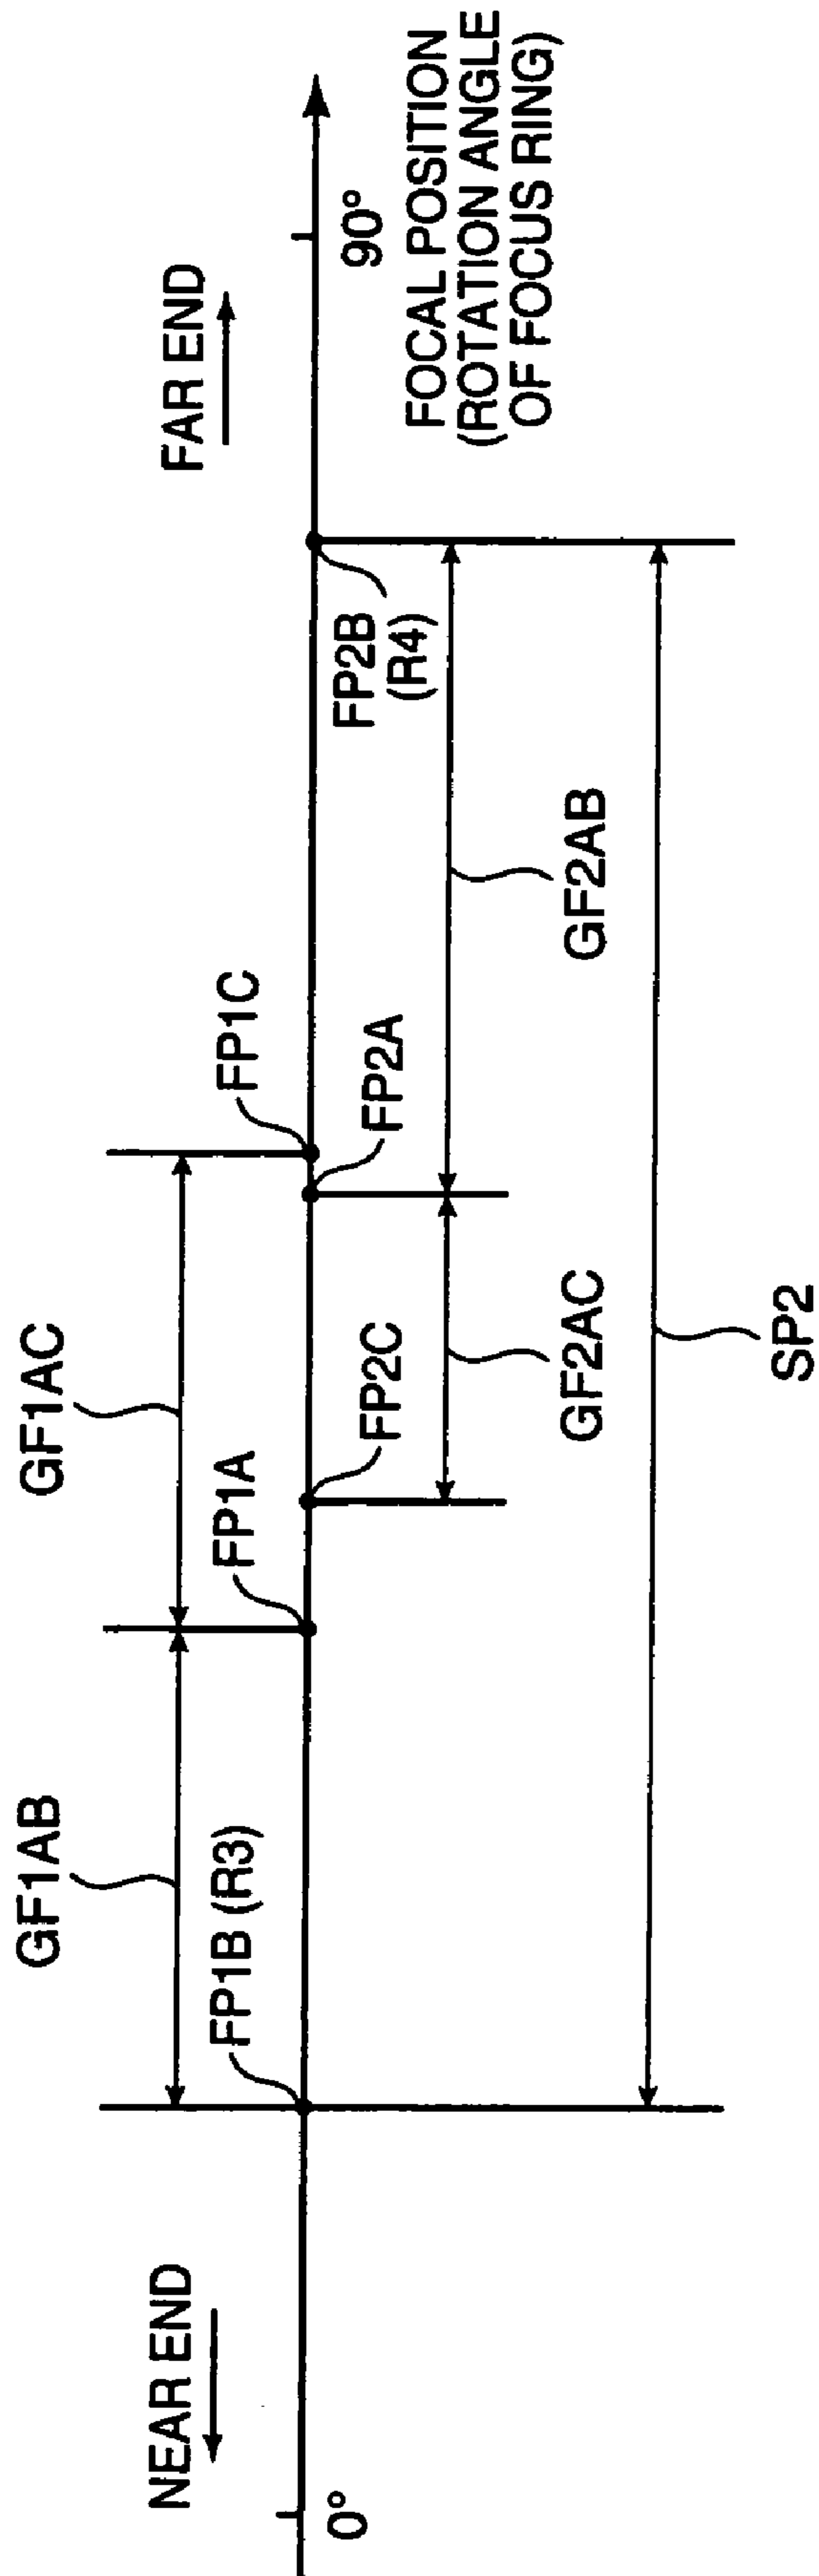 GF1AB
GF1AC
NEAR END
FAR END
FP1B (R3)
FP1A
FP1C
0°
90°
FP2C
FP2A
FP2B
(R4)
FOCAL POSITION
(ROTATION ANGLE
OF FOCUS RING)
GF2AC
GF2AB
SP2